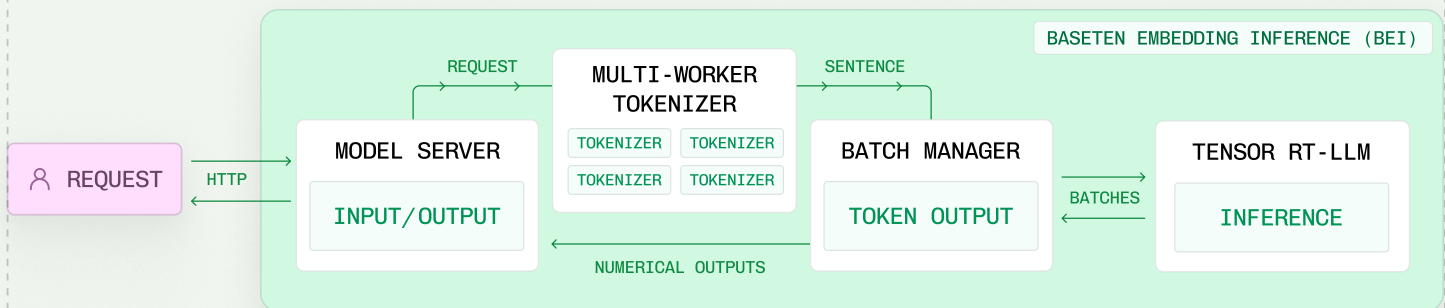 BASETEN EMBEDDING INFERENCE (BEI)
REQUEST
HTTP
MODEL SERVER
INPUT/OUTPUT
REQUEST
MULTI-WORKER
TOKENIZER
TOKENIZER TOKENIZER
TOKENIZER TOKENIZER
SENTENCE
BATCH MANAGER
TOKEN OUTPUT
NUMERICAL OUTPUTS
BATCHES
TENSOR RT-LLM
INFERENCE